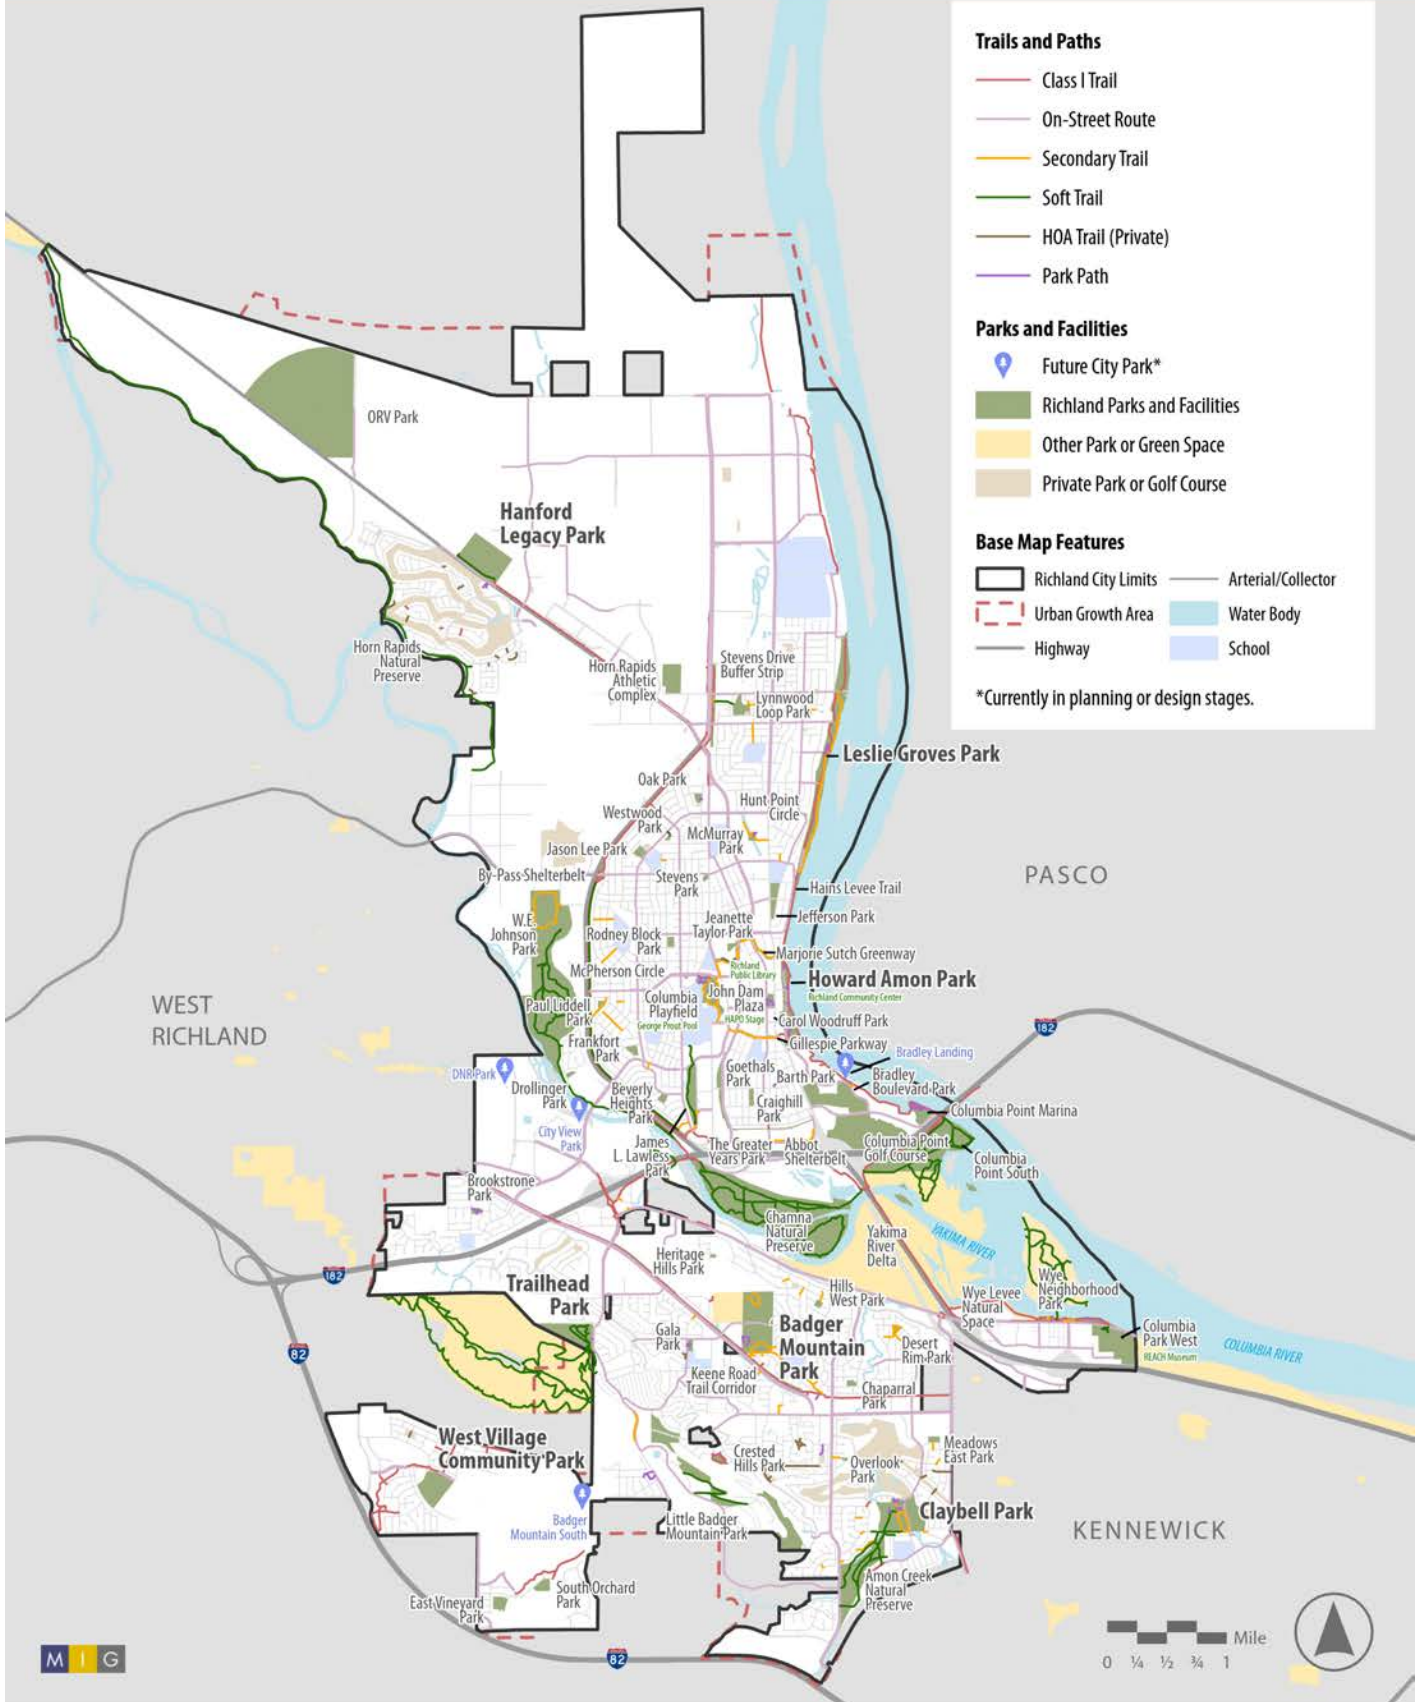 Trails and Paths
Class I Trail
On-Street Route
Secondary Trail
Soft Trail
HOA Trail (Private)
Park Path
Parks and Facilities
Future City Park*
Richland Parks and Facilities
Other Park or Green Space
Private Park or Golf Course
Base Map Features
Richland City Limits
Arterial/Collector
Urban Growth Area
Water Body
Highway
School
*Currently in planning or design stages.
ORV Park
Hanford
Legacy Park
Horn Rapids
Natural
Preserve
Horn Rapids
Athletic
Complex
Stevens Drive
Buffer Strip
Lynnwood
Loop Park
Leslie Groves Park
Oak Park
Westwood
Park
Hunt Point
Circle
McMurray
Park
Jason Lee Park
By-Pass Shelterbelt
Stevens
Park
PASCO
Hains Levee Trail
Jefferson Park
W.E.
Johnson
Park
Rodney Block
Park
Jeanette
Taylor Park
Marjorie Sutch Greenway
Richland
Public Library
McPherson Circle
Howard Amon Park
Richland Community Center
WEST
RICHLAND
Paul Liddell
Park
Columbia
Playfield
George Prout Pool
John Dam
Plaza
HAPO Stage
Carol Woodruff Park
182
Frankfort
Park
Gillespie Parkway
Bradley Landing
DNR Park
Drollinger
Park
Beverly
Heights
Park
Goethals
Park
Barth Park
Bradley
Boulevard Park
Craighill
Park
Columbia Point Marina
City View
Park
James
L. Lawless
Park
The Greater
Years Park
Abbot
Shelterbelt
Columbia Point
Golf Course
Columbia
Point South
Brookstrone
Park
Chamna
Natural
Preserve
Yakima
River
Delta
YAKIMA RIVER
Heritage
Hills Park
182
Trailhead
Park
Hills
West Park
Wye Levee
Natural
Space
Wye
Neighborhood
Park
Columbia
Park West
REACH Museum
COLUMBIA RIVER
82
Gala
Park
Badger
Mountain
Park
Desert
Rim Park
Keene Road
Trail Corridor
Chaparral
Park
West Village
Community Park
Crested
Hills Park
Overlook
Park
Meadows
East Park
Badger
Mountain South
Little Badger
Mountain Park
Claybell Park
KENNEWICK
Amon Creek
Natural
Preserve
East Vineyard
Park
South Orchard
Park
82
M I G
Mile
0 ¼ ½ ¾ 1